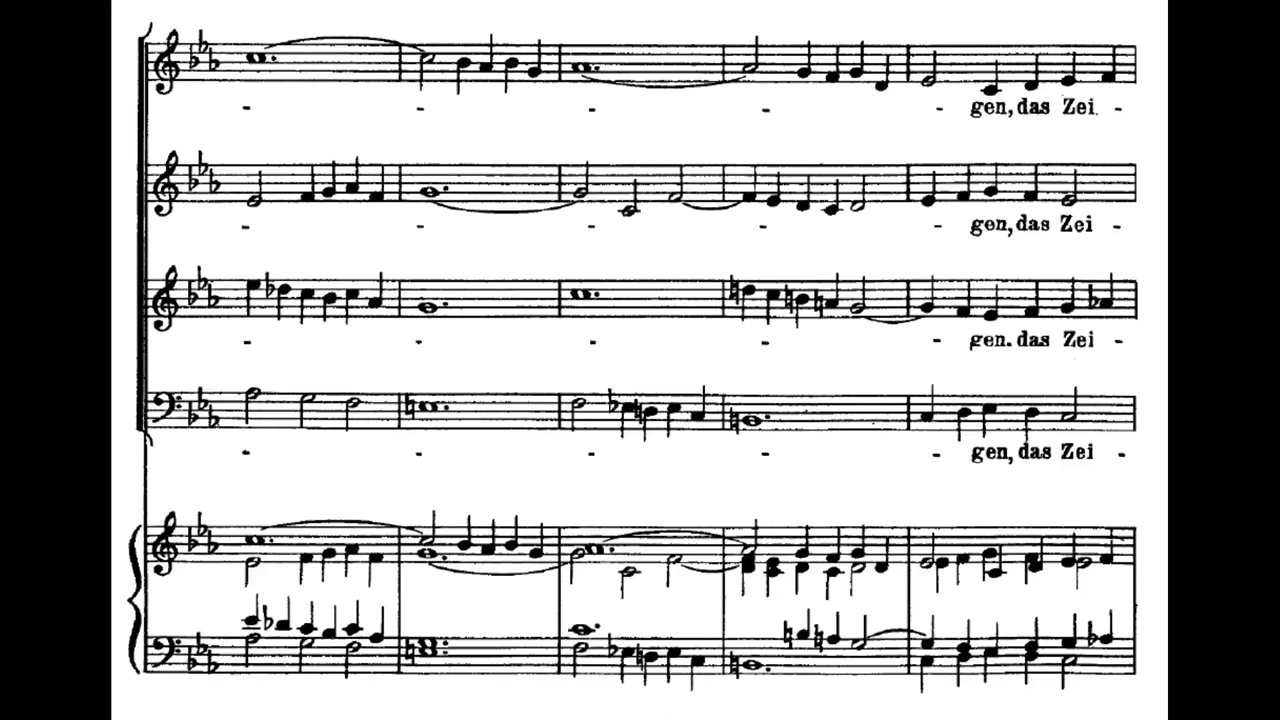 - - - - - gen, das Zei. -
- - - - - gen, das Zei -
- - - - - gen. das Zei -
- - - - - gen, das Zei -